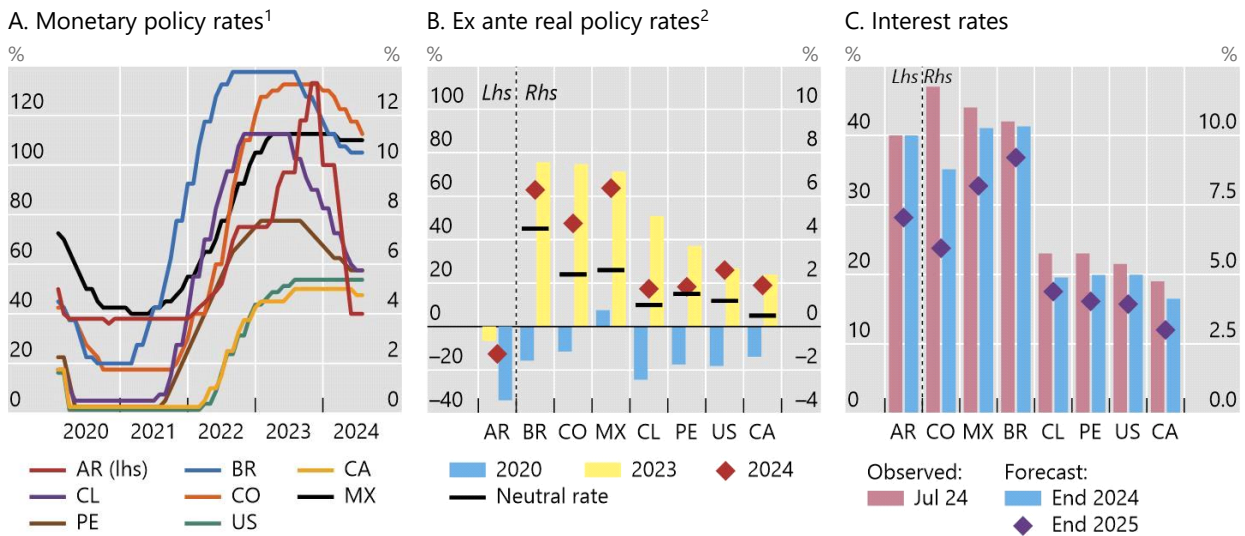 A. Monetary policy rates1
% %
120 12
100 10
80 8
60 6
40 4
20 2
0 0
2020 2021 2022 2023 2024
AR (lhs) BR CA
CL CO MX
PE US
B. Ex ante real policy rates2
% %
Lhs Rhs
100 10
80 8
60 6
40 4
20 2
0 0
–20 –2
–40 –4
AR BR CO MX CL PE US CA
2020 2023 2024
Neutral rate
C. Interest rates
% %
Lhs Rhs
40 10.0
30 7.5
20 5.0
10 2.5
0 0.0
AR CO MX BR CL PE US CA
Observed: Forecast:
Jul 24 End 2024
End 2025